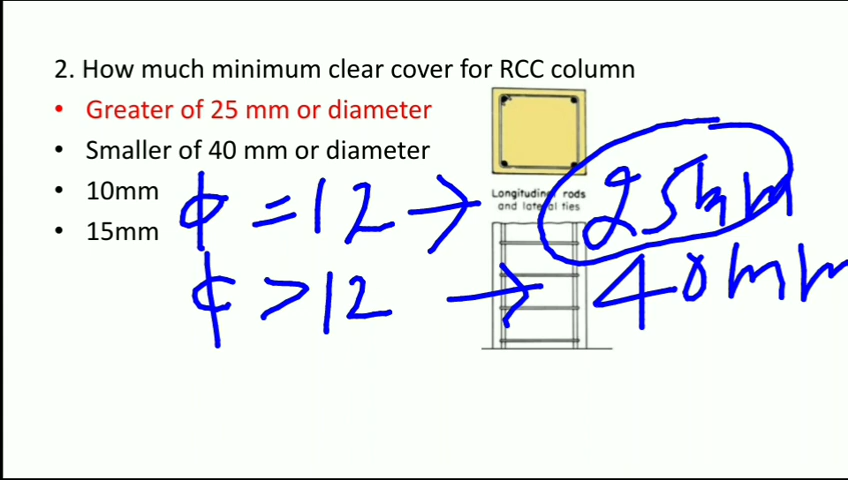 2. How much minimum clear cover for RCC column
• Greater of 25 mm or diameter
• Smaller of 40 mm or diameter
• 10mm
• 15mm
Longitudinal rods
and lateral ties
ϕ = 12 → 25mm
ϕ > 12 → 40mm